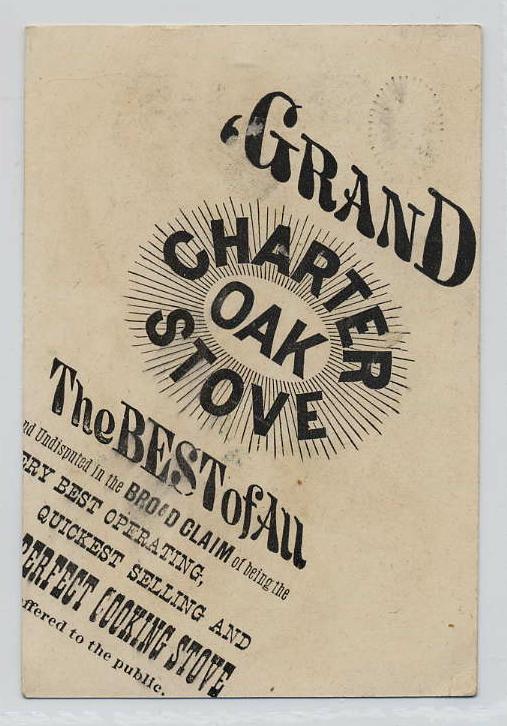 ‘GRAND
CHARTER
OAK
STOVE
The BEST of All
nd Undisputed in the BROAD CLAIM of being the
ERY BEST OPERATING,
QUICKEST SELLING AND
PERFECT COOKING STOVE
offered to the public.